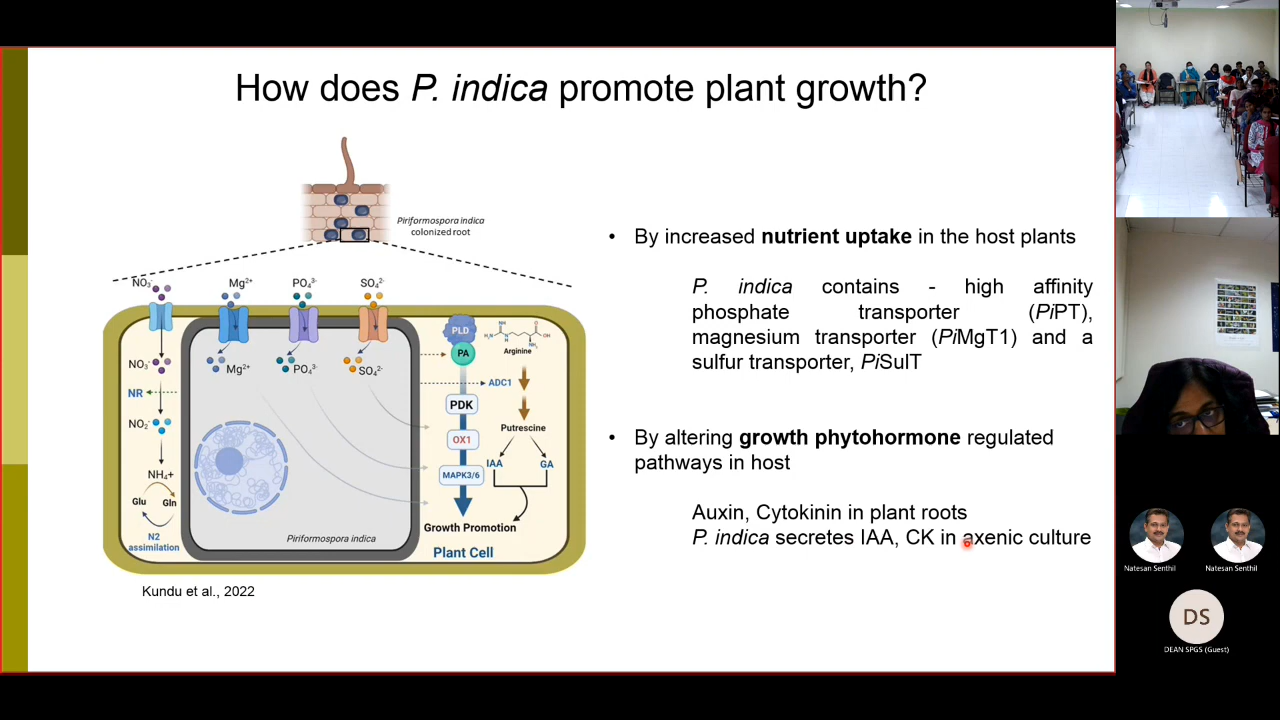 How does P. indica promote plant growth?
Piriformospora indica
colonized root
NO₃⁻
Mg²⁺
PO₄³⁻
SO₄²⁻
NO₃⁻
Mg²⁺
PO₄³⁻
SO₄²⁻
NR
NO₂⁻
NH₄+
Glu
Gln
N2
assimilation
Piriformospora indica
PLD
PA
PDK
OX1
MAPK3/6
Growth Promotion
Plant Cell
Arginine
ADC1
Putrescine
IAA
GA
Kundu et al., 2022
• By increased nutrient uptake in the host plants
P. indica contains - high affinity
phosphate transporter (PiPT),
magnesium transporter (PiMgT1) and a
sulfur transporter, PiSulT
• By altering growth phytohormone regulated
pathways in host
Auxin, Cytokinin in plant roots
P. indica secretes IAA, CK in axenic culture
Natesan Senthil
Natesan Senthil
DS
DEAN SPGS (Guest)